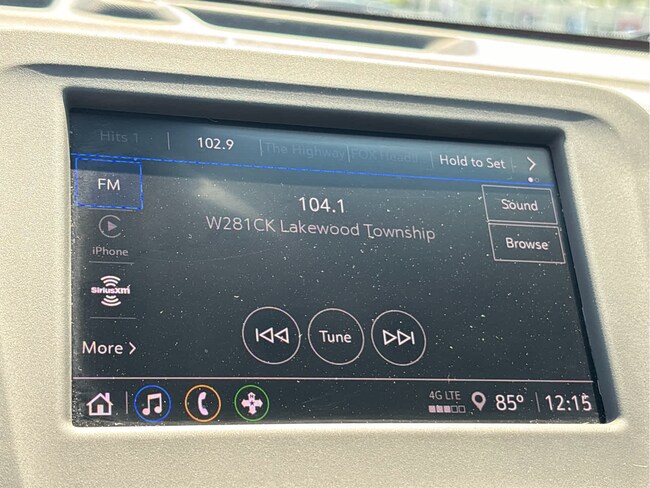 Hits 1 102.9 The Highway Hold to Set
FM
104.1
W281CK Lakewood Township
Sound
iPhone
Browse
SiriusXM
Tune
More
4G LTE
85° 12:15